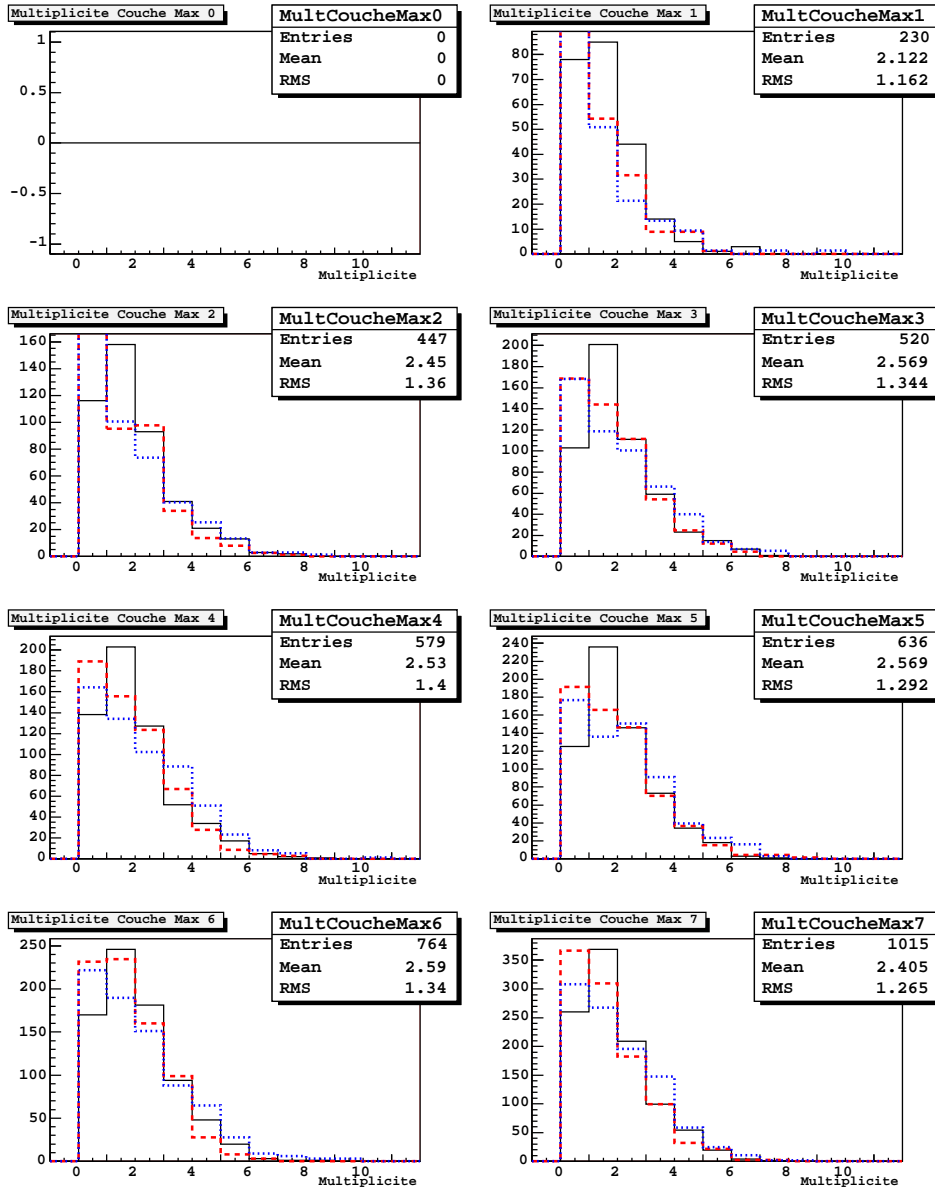 Multiplicite Couche Max 0
MultCoucheMax0
Entries 0
Mean 0
RMS 0
1
0.5
0
-0.5
-1
0 2 4 6 8 10
Multiplicite
Multiplicite Couche Max 1
MultCoucheMax1
Entries 230
Mean 2.122
RMS 1.162
80
70
60
50
40
30
20
10
0
0 2 4 6 8 10
Multiplicite
Multiplicite Couche Max 2
MultCoucheMax2
Entries 447
Mean 2.45
RMS 1.36
160
140
120
100
80
60
40
20
0
0 2 4 6 8 10
Multiplicite
Multiplicite Couche Max 3
MultCoucheMax3
Entries 520
Mean 2.569
RMS 1.344
200
180
160
140
120
100
80
60
40
20
0
0 2 4 6 8 10
Multiplicite
Multiplicite Couche Max 4
MultCoucheMax4
Entries 579
Mean 2.53
RMS 1.4
200
180
160
140
120
100
80
60
40
20
0
0 2 4 6 8 10
Multiplicite
Multiplicite Couche Max 5
MultCoucheMax5
Entries 636
Mean 2.569
RMS 1.292
240
220
200
180
160
140
120
100
80
60
40
20
0
0 2 4 6 8 10
Multiplicite
Multiplicite Couche Max 6
MultCoucheMax6
Entries 764
Mean 2.59
RMS 1.34
250
200
150
100
50
0
0 2 4 6 8 10
Multiplicite
Multiplicite Couche Max 7
MultCoucheMax7
Entries 1015
Mean 2.405
RMS 1.265
350
300
250
200
150
100
50
0
0 2 4 6 8 10
Multiplicite